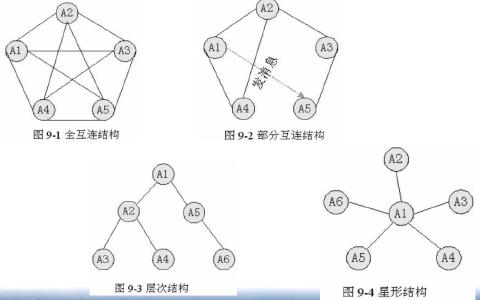 A2
A1
A3
A4
A5
图 9-1 全互连结构
A2
A1
A3
发消息
A4
A5
图 9-2 部分互连结构
A1
A2
A5
A3
A4
A6
图 9-3 层次结构
A2
A6
A3
A1
A5
A4
图 9-4 星形结构